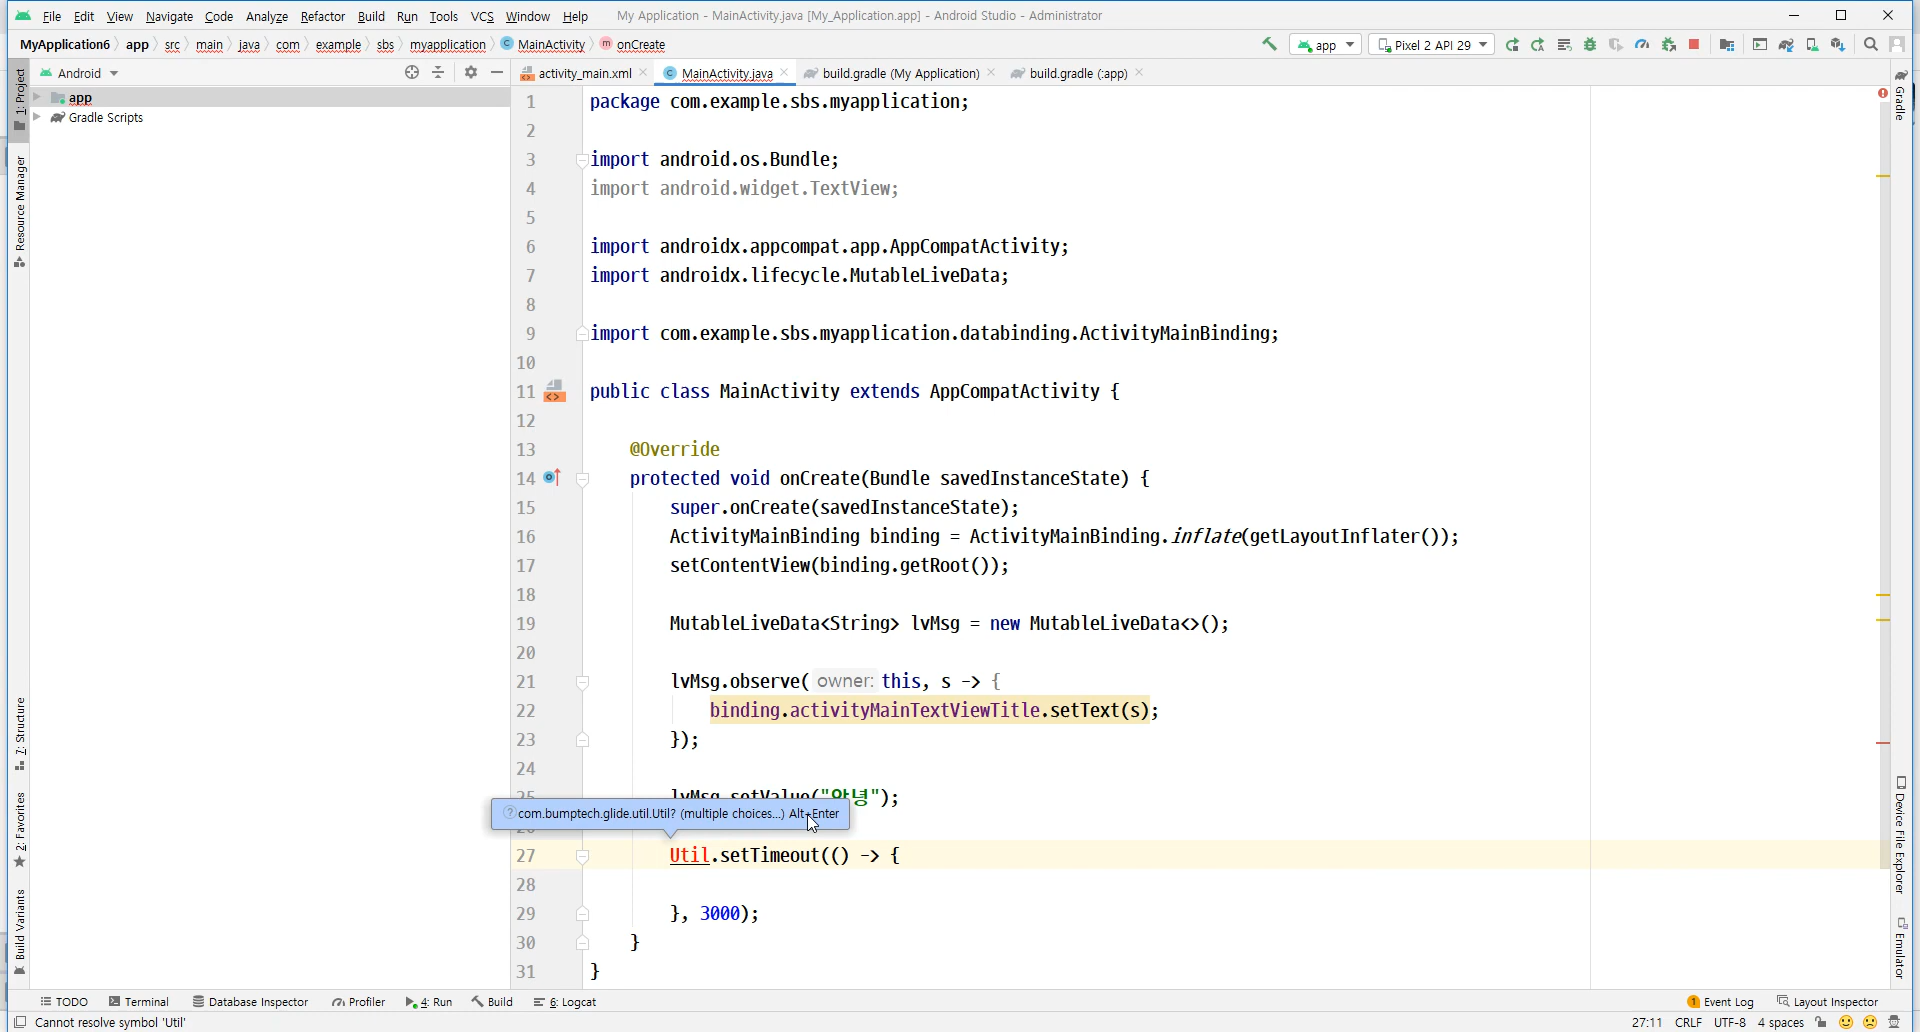 File Edit View Navigate Code Analyze Refactor Build Run Tools VCS Window Help My Application - MainActivity.java [My_Application.app] - Android Studio - Administrator
MyApplication6 app src main java com example sbs myapplication C MainActivity m onCreate app Pixel 2 API 29
Android activity_main.xml C MainActivity.java build.gradle (My Application) build.gradle (:app)
app
Gradle Scripts
1: Project
Resource Manager
7: Structure
2: Favorites
Build Variants
1 package com.example.sbs.myapplication;
2
3 import android.os.Bundle;
4 import android.widget.TextView;
5
6 import androidx.appcompat.app.AppCompatActivity;
7 import androidx.lifecycle.MutableLiveData;
8
9 import com.example.sbs.myapplication.databinding.ActivityMainBinding;
10
11 public class MainActivity extends AppCompatActivity {
12
13 @Override
14 protected void onCreate(Bundle savedInstanceState) {
15 super.onCreate(savedInstanceState);
16 ActivityMainBinding binding = ActivityMainBinding.inflate(getLayoutInflater());
17 setContentView(binding.getRoot());
18
19 MutableLiveData<String> lvMsg = new MutableLiveData<>();
20
21 lvMsg.observe( owner: this, s -> {
22 binding.activityMainTextViewTitle.setText(s);
23 });
24
25 lvMsg.setValue("안녕");
com.bumptech.glide.util.Util? (multiple choices...) Alt+Enter
27 Util.setTimeout(() -> {
28
29 }, 3000);
30 }
31 }
Gradle
Device File Explorer
Emulator
TODO Terminal Database Inspector Profiler 4: Run Build 6: Logcat 1 Event Log Layout Inspector
Cannot resolve symbol 'Util' 27:11 CRLF UTF-8 4 spaces